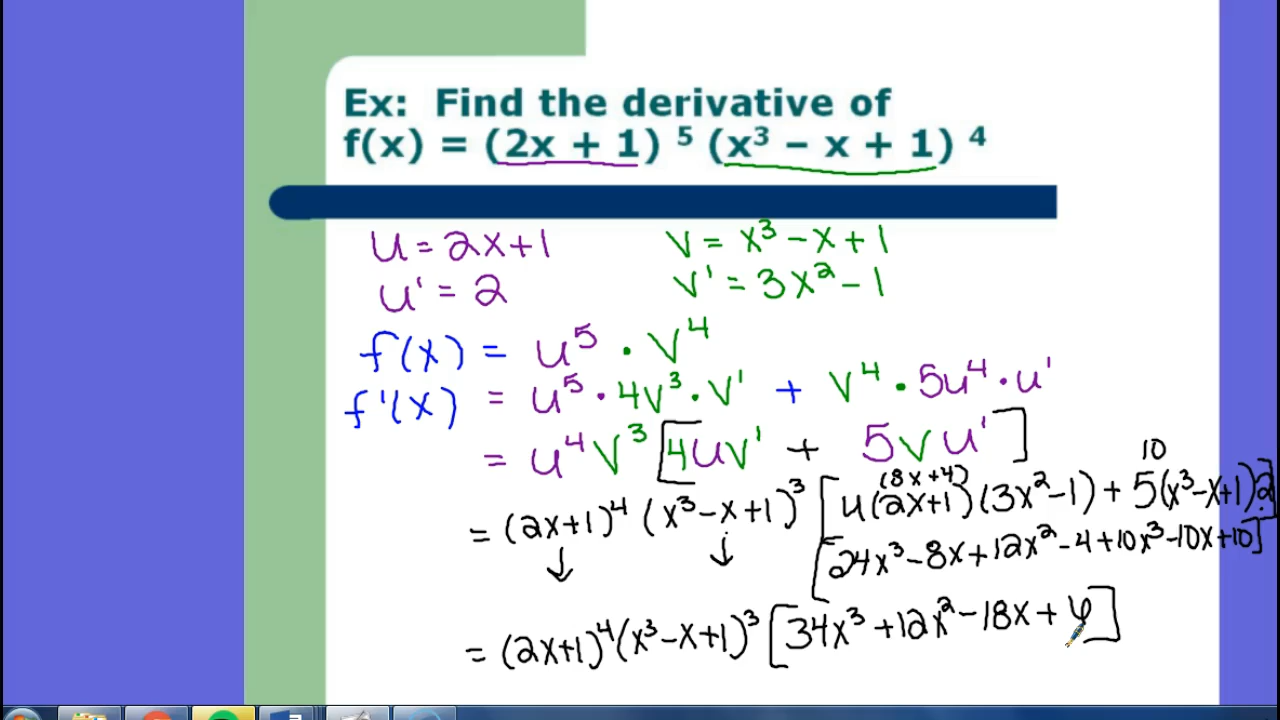 Ex: Find the derivative of
f(x) = (2x + 1) ⁵ (x³ – x + 1) ⁴
u = 2x+1 v = x³ – x + 1
u' = 2 v' = 3x² – 1
f(x) = u⁵ · v⁴
f'(x) = u⁵ · 4v³ · v' + v⁴ · 5u⁴ · u'
= u⁴v³ [4uv' + 5vu']
(8x+4) 10
= (2x+1)⁴ (x³–x+1)³ [4(2x+1)(3x²–1) + 5(x³–x+1)2]
↓ ↓ [24x³–8x+12x²–4+10x³–10x+10]
= (2x+1)⁴(x³–x+1)³ [34x³+12x²–18x+6]